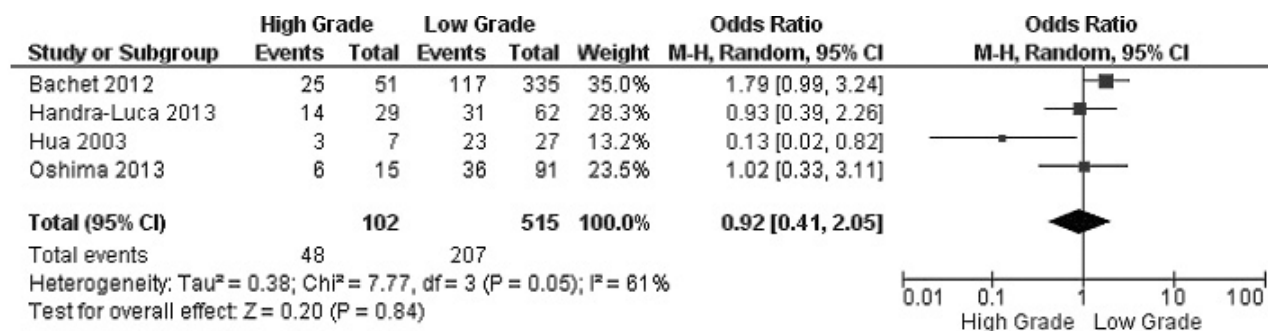 High Grade Low Grade Odds Ratio Odds Ratio
Study or Subgroup Events Total Events Total Weight M-H, Random, 95% CI M-H, Random, 95% CI
Bachet 2012 25 51 117 335 35.0% 1.79 [0.99, 3.24]
Handra-Luca 2013 14 29 31 62 28.3% 0.93 [0.39, 2.26]
Hua 2003 3 7 23 27 13.2% 0.13 [0.02, 0.82]
Oshima 2013 6 15 36 91 23.5% 1.02 [0.33, 3.11]
Total (95% CI) 102 515 100.0% 0.92 [0.41, 2.05]
Total events 48 207
Heterogeneity: Tau² = 0.38; Chi² = 7.77, df = 3 (P = 0.05); I² = 61%
Test for overall effect: Z = 0.20 (P = 0.84)
0.01 0.1 1 10 100
High Grade Low Grade